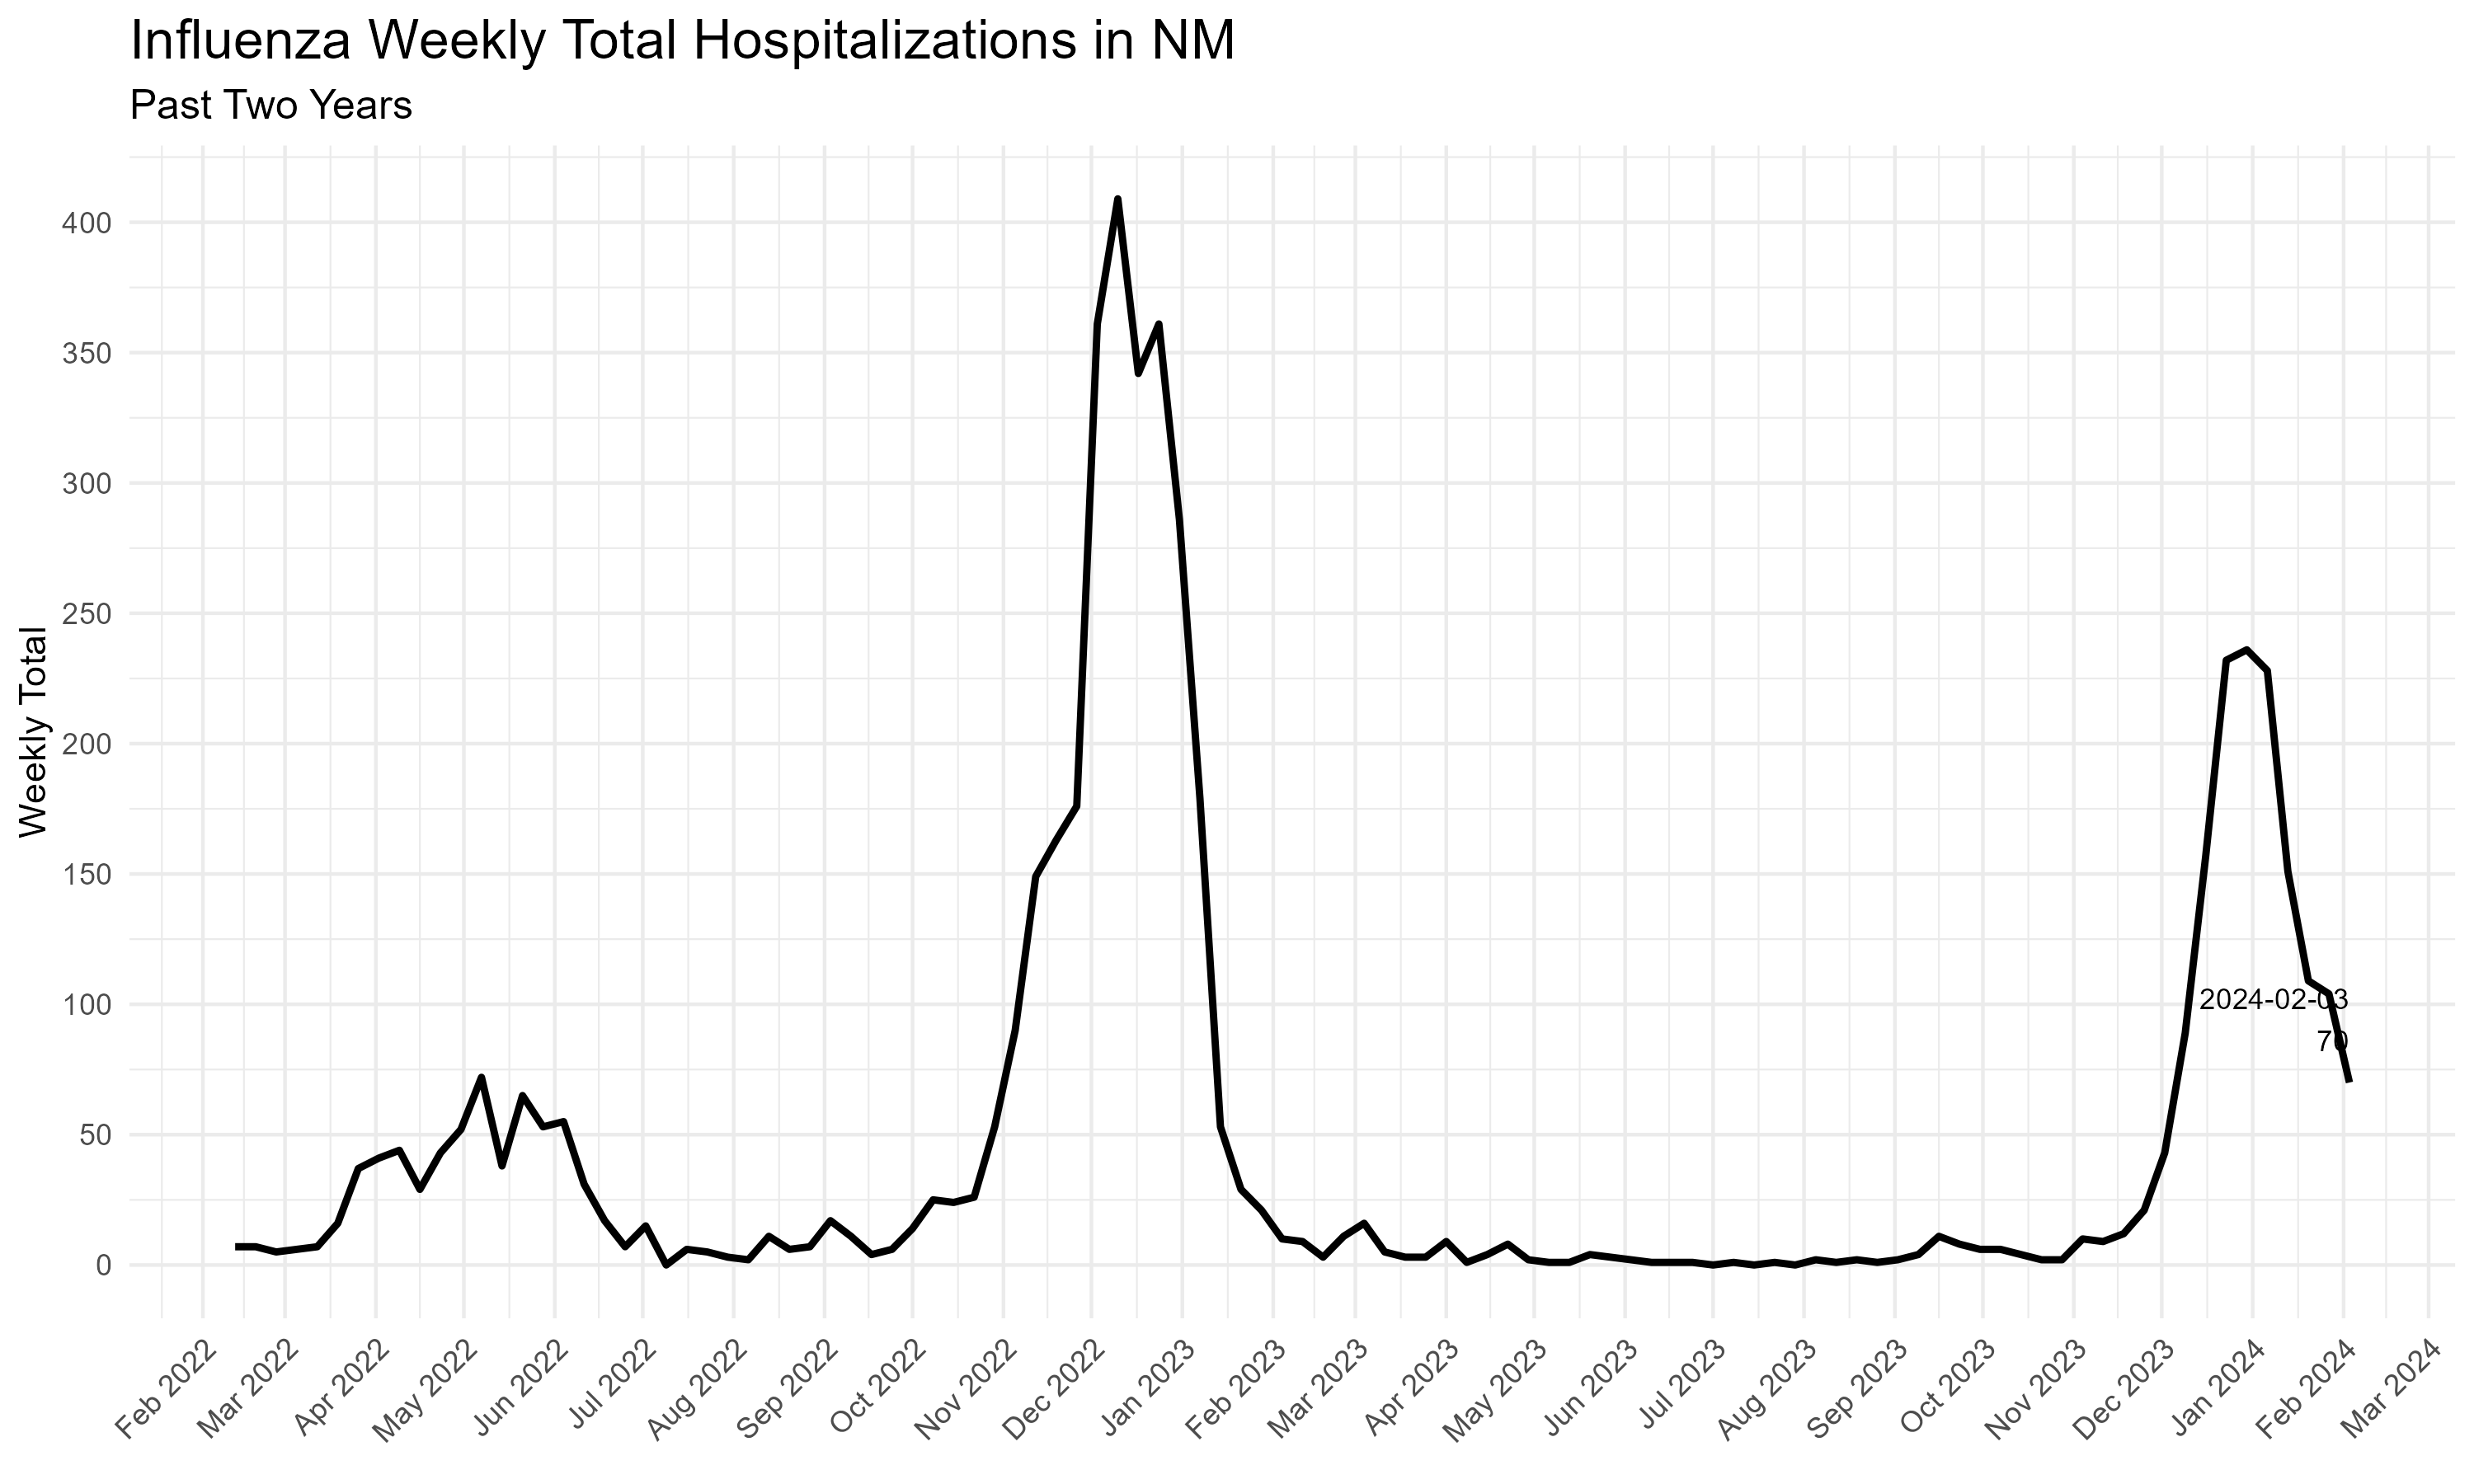 Influenza Weekly Total Hospitalizations in NM
Past Two Years
Weekly Total
400
350
300
250
200
150
100
50
0
2024-02-03
70
Feb 2022
Mar 2022
Apr 2022
May 2022
Jun 2022
Jul 2022
Aug 2022
Sep 2022
Oct 2022
Nov 2022
Dec 2022
Jan 2023
Feb 2023
Mar 2023
Apr 2023
May 2023
Jun 2023
Jul 2023
Aug 2023
Sep 2023
Oct 2023
Nov 2023
Dec 2023
Jan 2024
Feb 2024
Mar 2024